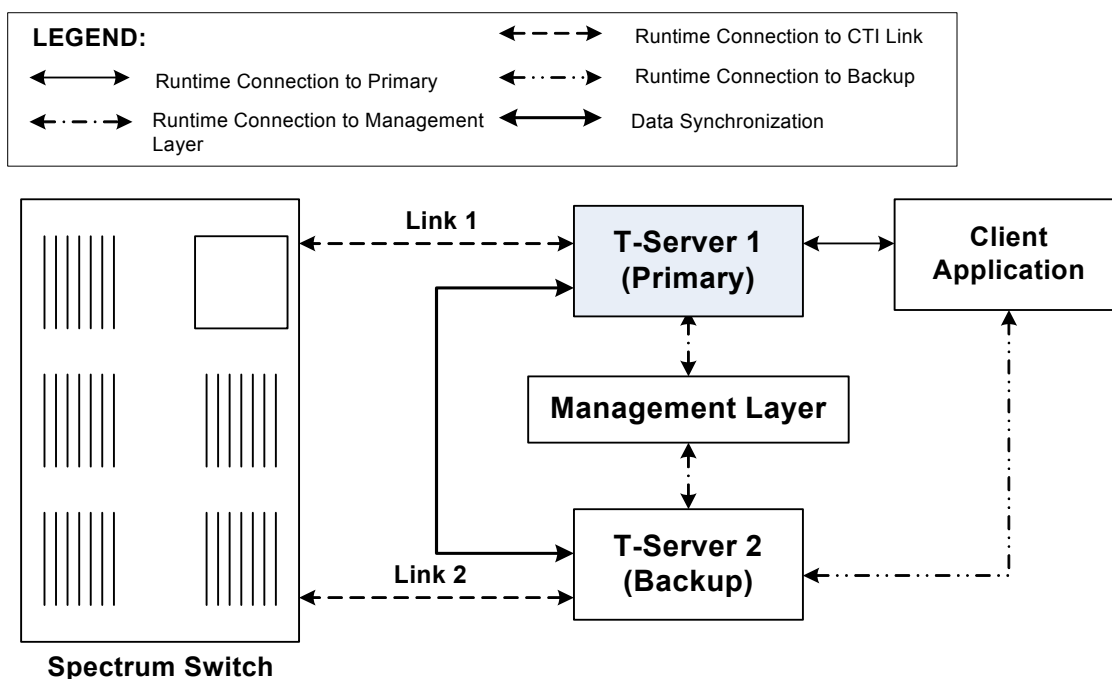 LEGEND:
Runtime Connection to CTI Link
Runtime Connection to Primary
Runtime Connection to Backup
Runtime Connection to Management
Layer
Data Synchronization
Link 1
T-Server 1
(Primary)
Client
Application
Management Layer
T-Server 2
(Backup)
Link 2
Spectrum Switch